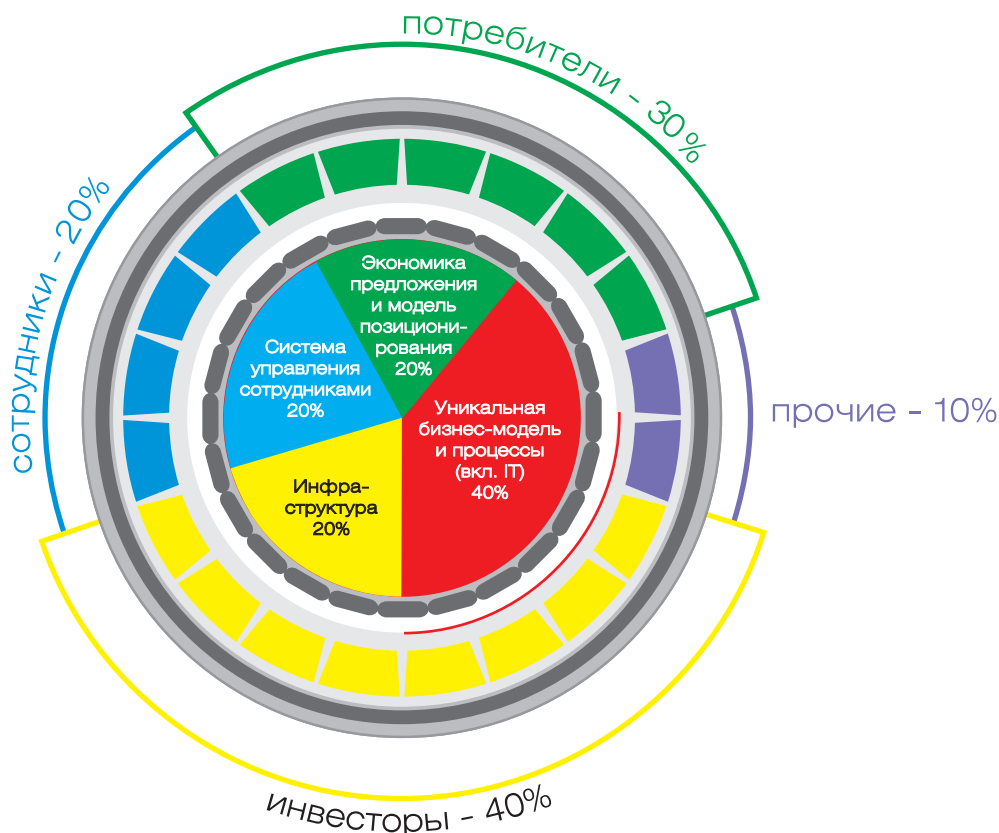 потребители - 30%
сотрудники - 20%
Экономика
предложения
и модель
позициони-
рования
20%
Система
управления
сотрудниками
20%
Уникальная
бизнес-модель
и процессы
(вкл. IT)
40%
прочие - 10%
Инфра-
структура
20%
инвесторы - 40%